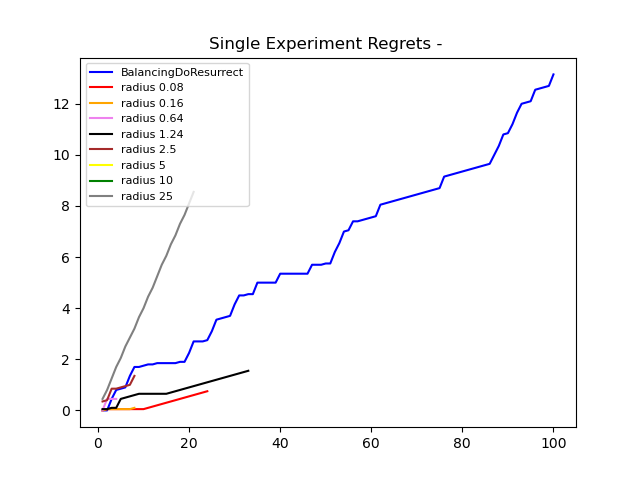 Single Experiment Regrets -
BalancingDoResurrect
radius 0.08
radius 0.16
radius 0.64
radius 1.24
radius 2.5
radius 5
radius 10
radius 25
12
10
8
6
4
2
0
0 20 40 60 80 100